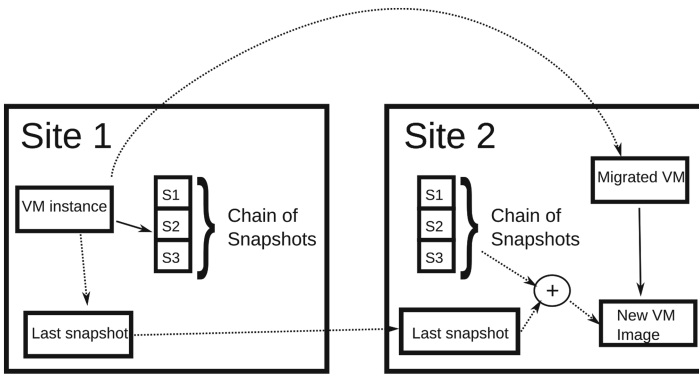 Site 1
VM instance
S1
S2
S3
Chain of
Snapshots
Last snapshot
Site 2
S1
S2
S3
Chain of
Snapshots
Migrated VM
+
Last snapshot
New VM
Image